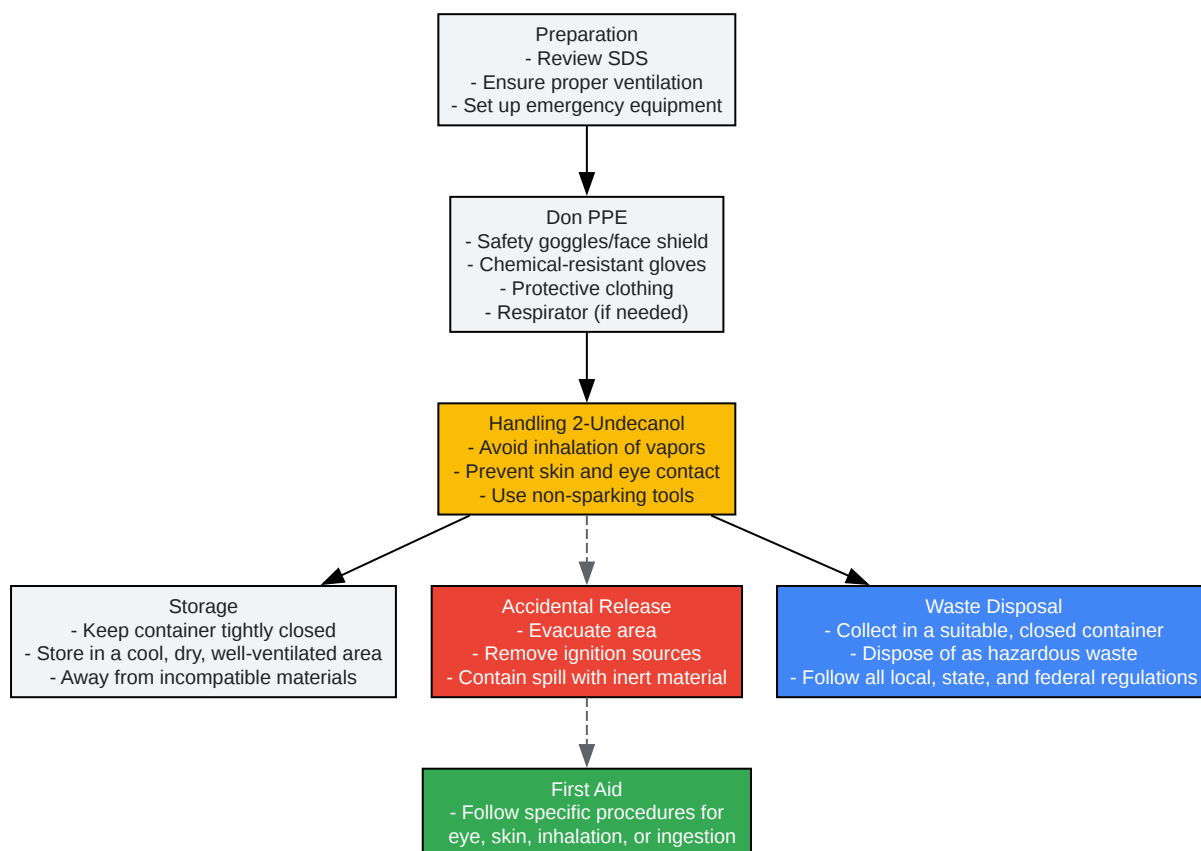 Preparation
- Review SDS
- Ensure proper ventilation
- Set up emergency equipment
Don PPE
- Safety goggles/face shield
- Chemical-resistant gloves
- Protective clothing
- Respirator (if needed)
Handling 2-Undecanol
- Avoid inhalation of vapors
- Prevent skin and eye contact
- Use non-sparking tools
Storage
- Keep container tightly closed
- Store in a cool, dry, well-ventilated area
- Away from incompatible materials
Accidental Release
- Evacuate area
- Remove ignition sources
- Contain spill with inert material
Waste Disposal
- Collect in a suitable, closed container
- Dispose of as hazardous waste
- Follow all local, state, and federal regulations
First Aid
- Follow specific procedures for
eye, skin, inhalation, or ingestion